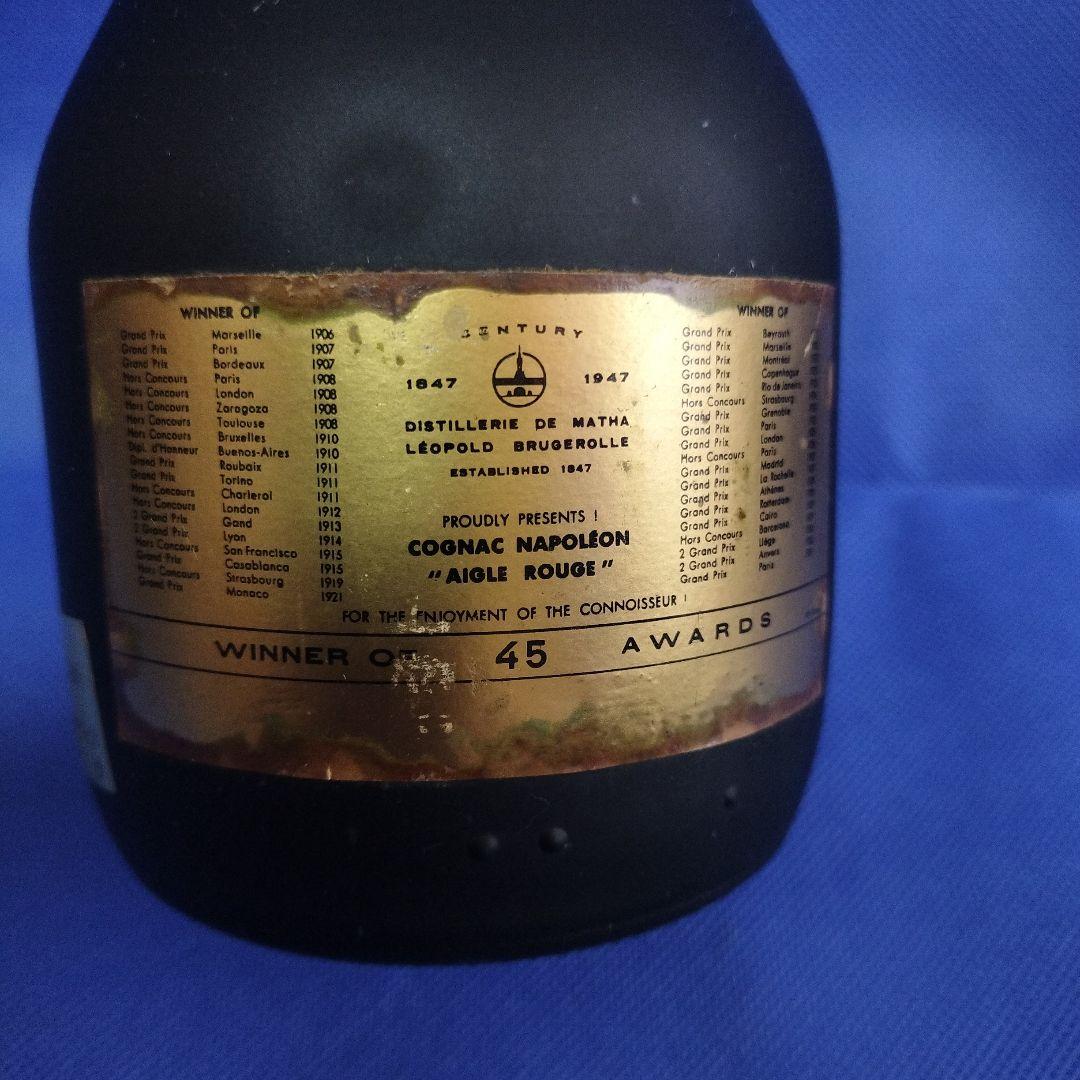 WINNER OF
Grand Prix Marseille 1906
Grand Prix Paris 1907
Grand Prix Bordeaux 1907
Hors Concours Paris 1908
Hors Concours London 1908
Hors Concours Zaragoza 1908
Hors Concours Toulouse 1908
Hors Concours Bruxelles 1910
Dipl. d'Honneur Buenos-Aires 1910
Grand Prix Roubaix 1911
Grand Prix Torino 1911
Hors Concours Charleroi 1911
Hors Concours London 1912
2 Grand Prix Gand 1913
2 Grand Prix Lyon 1914
Hors Concours San Francisco 1915
Grand Prix Casablanca 1915
Hors Concours Strasbourg 1919
Grand Prix Monaco 1921
CENTURY
1847 1947
DISTILLERIE DE MATHA
LÉOPOLD BRUGEROLLE
ESTABLISHED 1847
PROUDLY PRESENTS !
COGNAC NAPOLÉON
"AIGLE ROUGE"
FOR THE ENJOYMENT OF THE CONNOISSEUR !
WINNER OF
Grand Prix Beyrouth
Grand Prix Marseille
Grand Prix Montréal
Grand Prix Copenhague
Grand Prix Rio de Janeiro
Hors Concours Strasbourg
Grand Prix Grenoble
Grand Prix Paris
Grand Prix London
Hors Concours Paris
Grand Prix Madrid
Grand Prix La Rochelle
Grand Prix Athènes
Grand Prix Rotterdam
Grand Prix Cairo
Hors Concours Barcelona
2 Grand Prix Liège
2 Grand Prix Anvers
Grand Prix Paris
WINNER OF 45 AWARDS